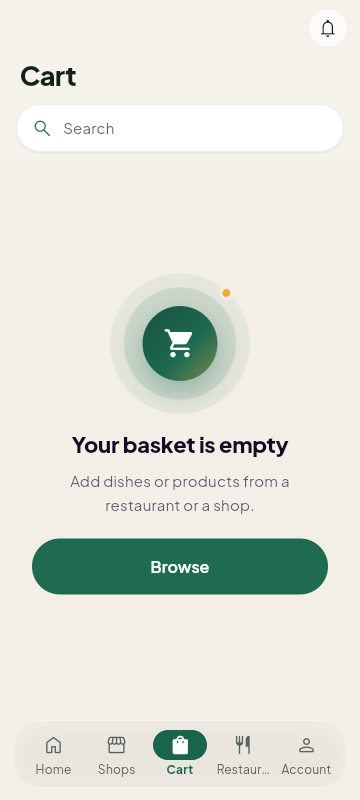 Cart
Search
Your basket is empty
Add dishes or products from a
restaurant or a shop.
Browse
Home
Shops
Cart
Restaur…
Account